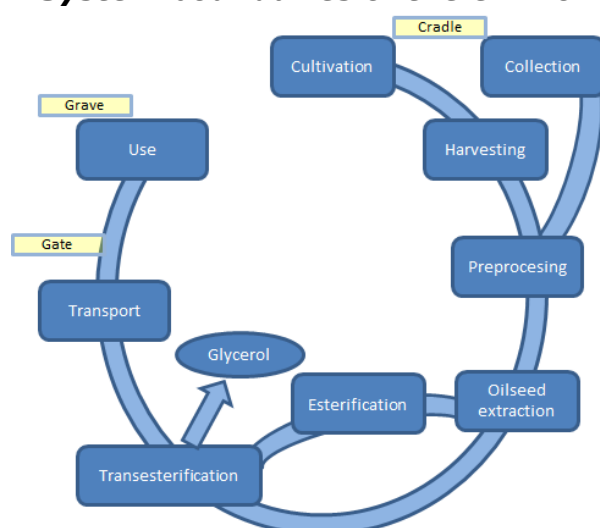 Cradle
Cultivation
Collection
Grave
Use
Harvesting
Gate
Preprocesing
Transport
Glycerol
Esterification
Oilseed
extraction
Transesterification